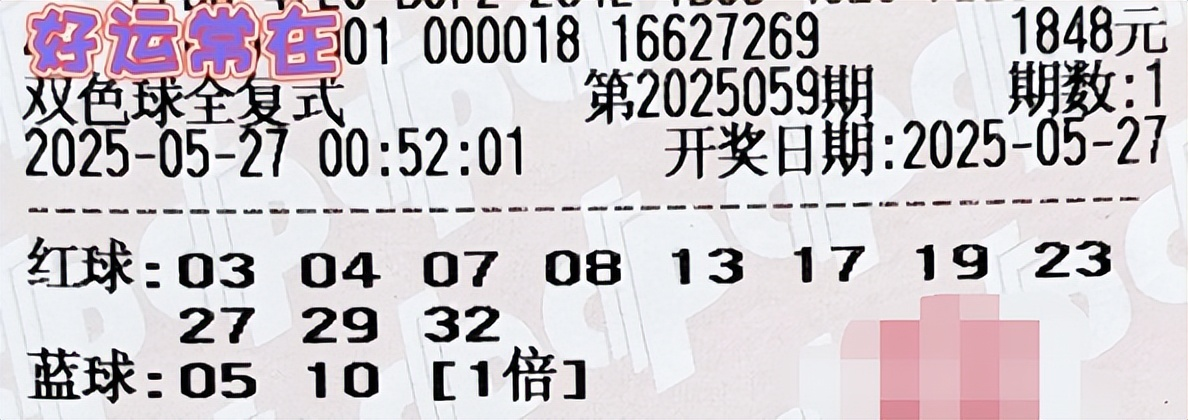 好运常在01 000018 16627269 1848元
双色球全复式 第2025059期 期数:1
2025-05-27 00:52:01 开奖日期:2025-05-27
红球:03 04 07 08 13 17 19 23
27 29 32
蓝球:05 10 [1倍]